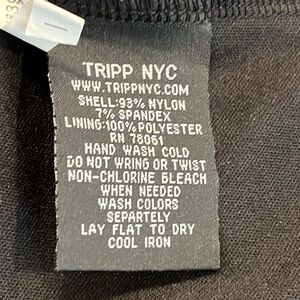 TRIPP NYC
WWW.TRIPPNYC.COM
SHELL:93% NYLON
7% SPANDEX
LINING:100% POLYESTER
RN 78061
HAND WASH COLD
DO NOT WRING OR TWIST
NON-CHLORINE BLEACH
WHEN NEEDED
WASH COLORS
SEPARTELY
LAY FLAT TO DRY
COOL IRON